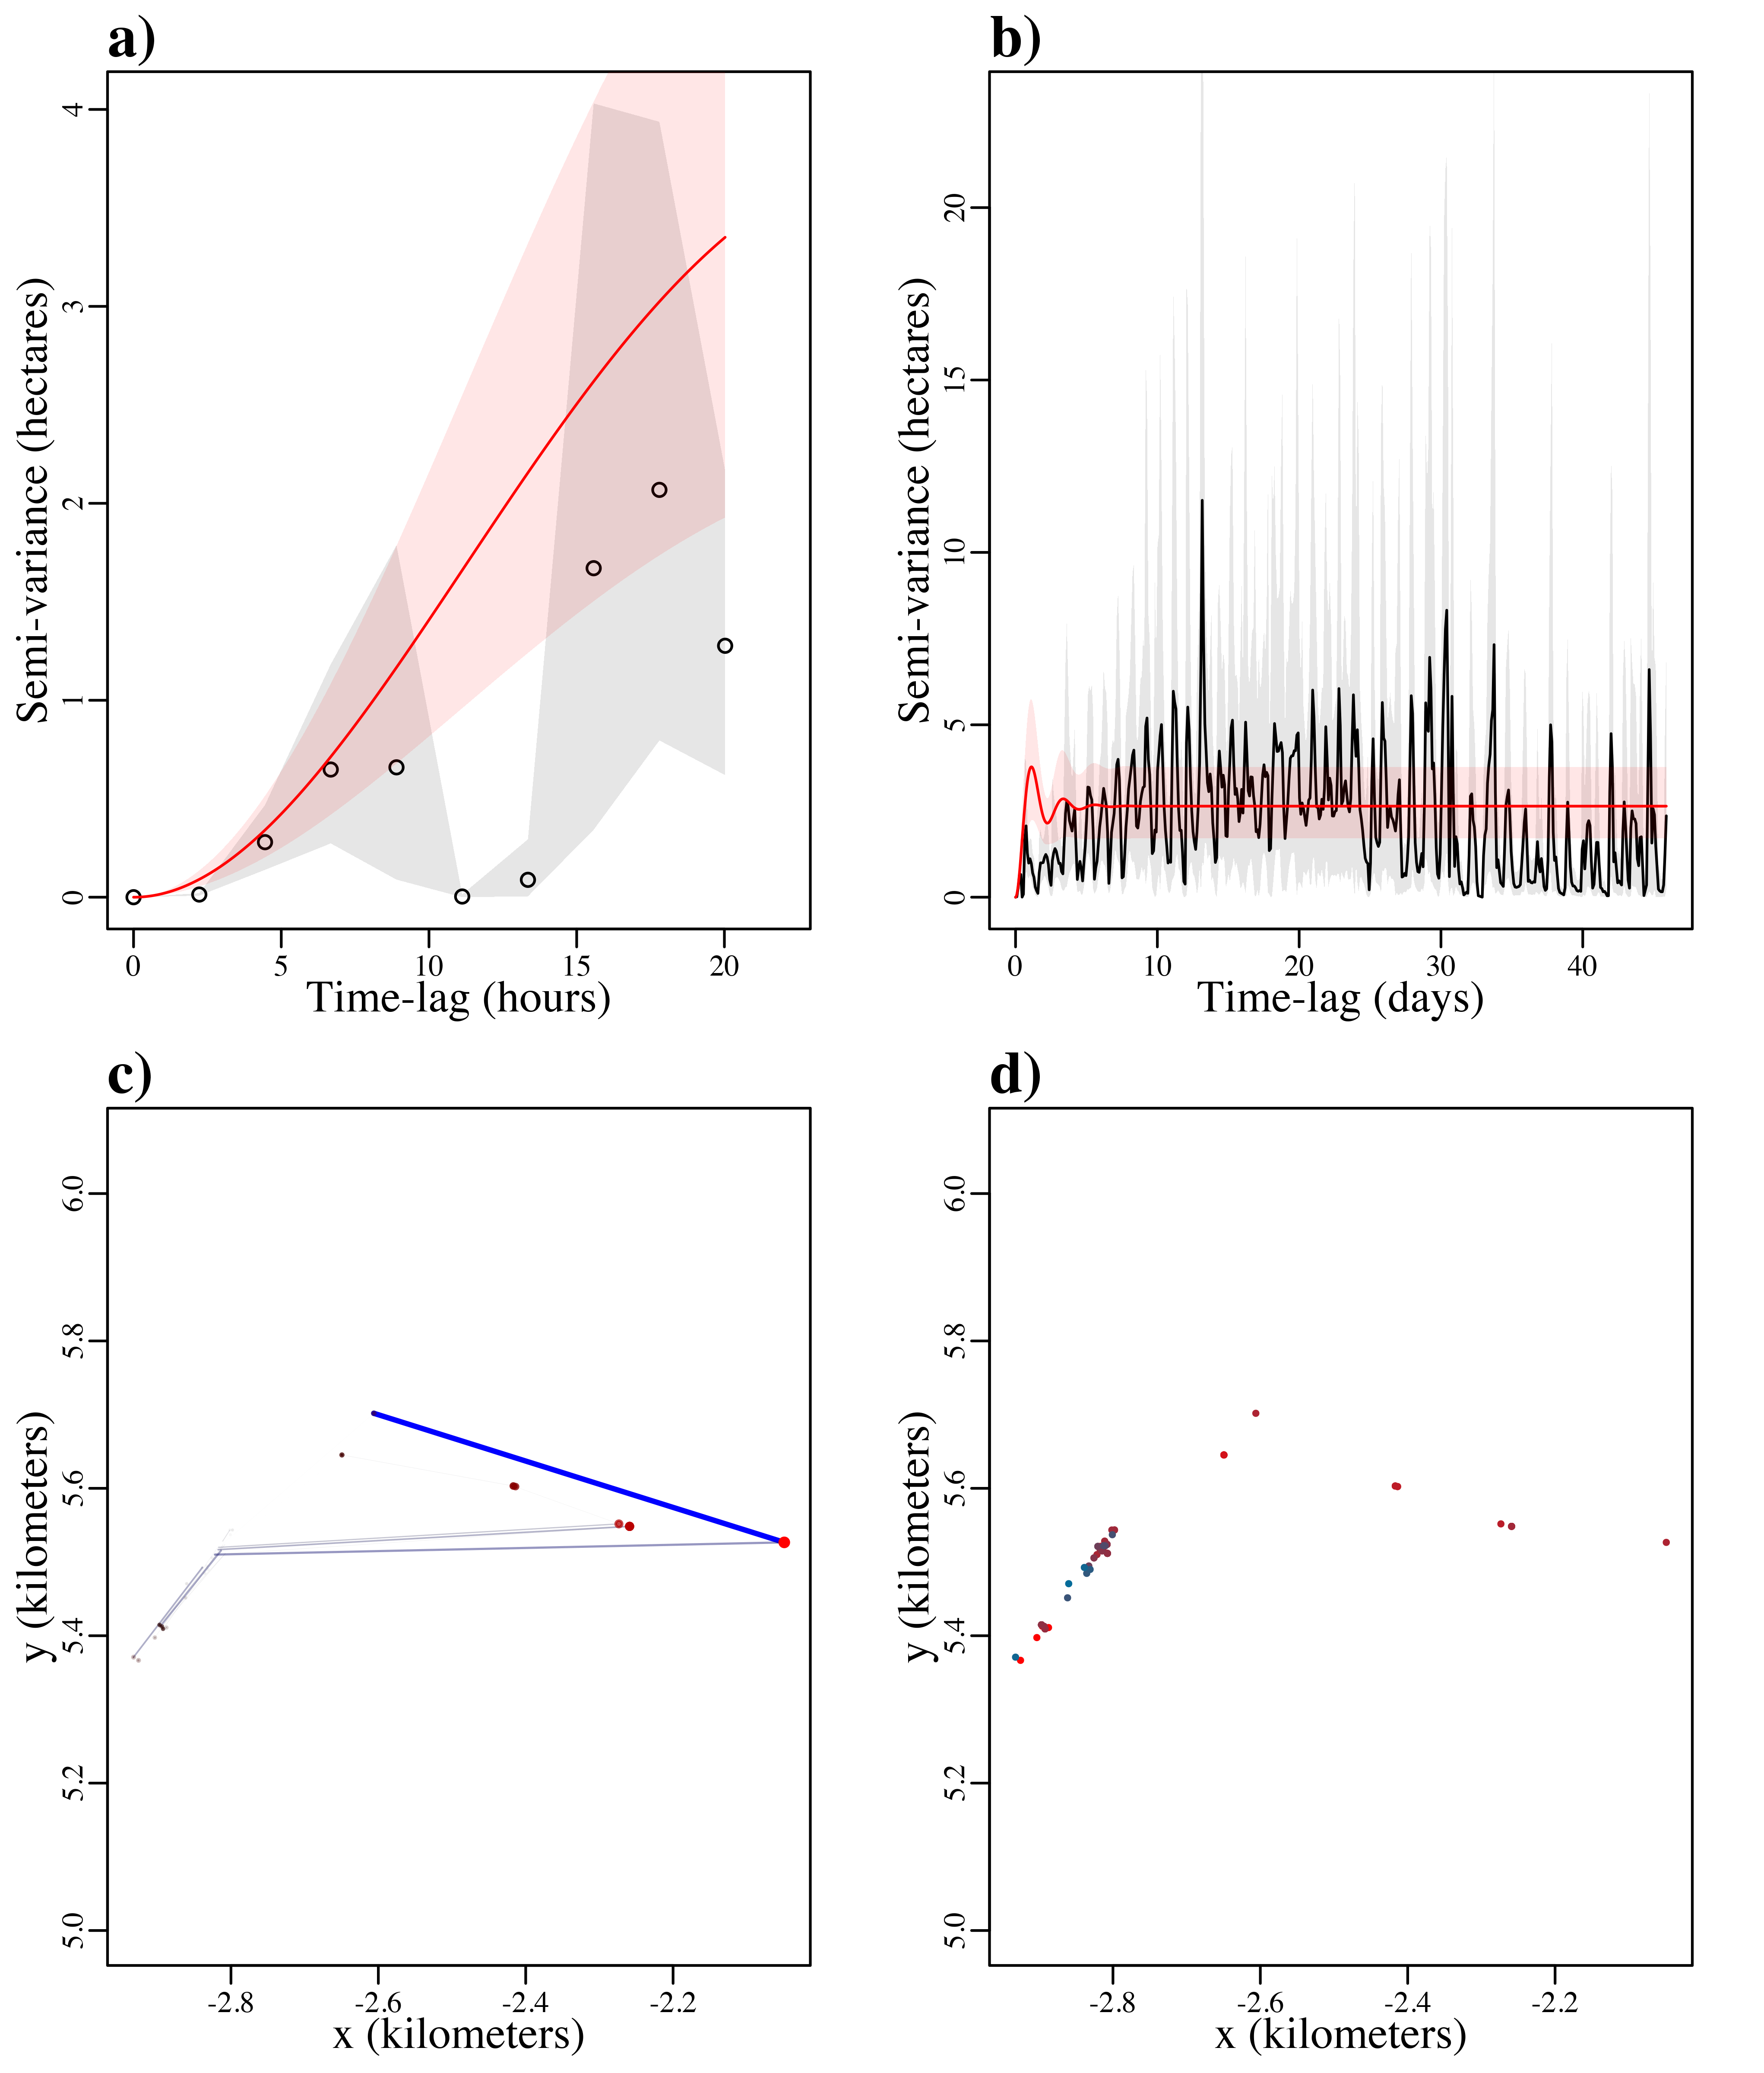 a)
Semi-variance (hectares)
4
3
2
1
0
0 5 10 15 20
Time-lag (hours)
b)
Semi-variance (hectares)
20
15
10
5
0
0 10 20 30 40
Time-lag (days)
c)
y (kilometers)
6.0
5.8
5.6
5.4
5.2
5.0
-2.8 -2.6 -2.4 -2.2
x (kilometers)
d)
y (kilometers)
6.0
5.8
5.6
5.4
5.2
5.0
-2.8 -2.6 -2.4 -2.2
x (kilometers)